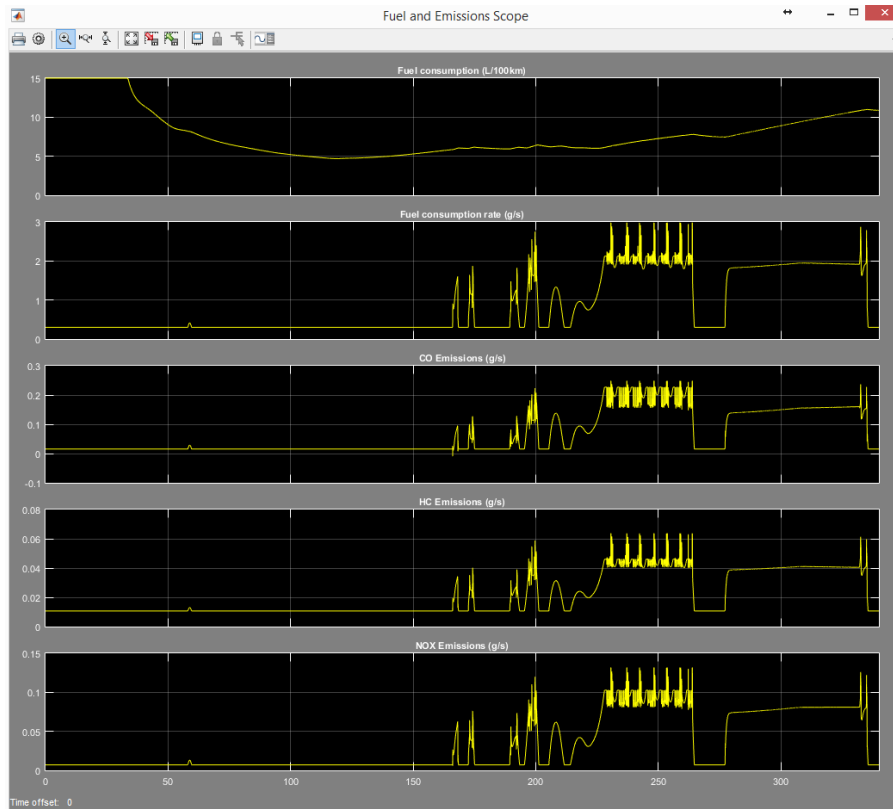 Fuel and Emissions Scope
Fuel consumption (L/100km)
15
10
5
0
Fuel consumption rate (g/s)
3
2
1
0
CO Emissions (g/s)
0.3
0.2
0.1
0
-0.1
HC Emissions (g/s)
0.08
0.06
0.04
0.02
0
NOX Emissions (g/s)
0.15
0.1
0.05
0
0 50 100 150 200 250 300
Time offset: 0